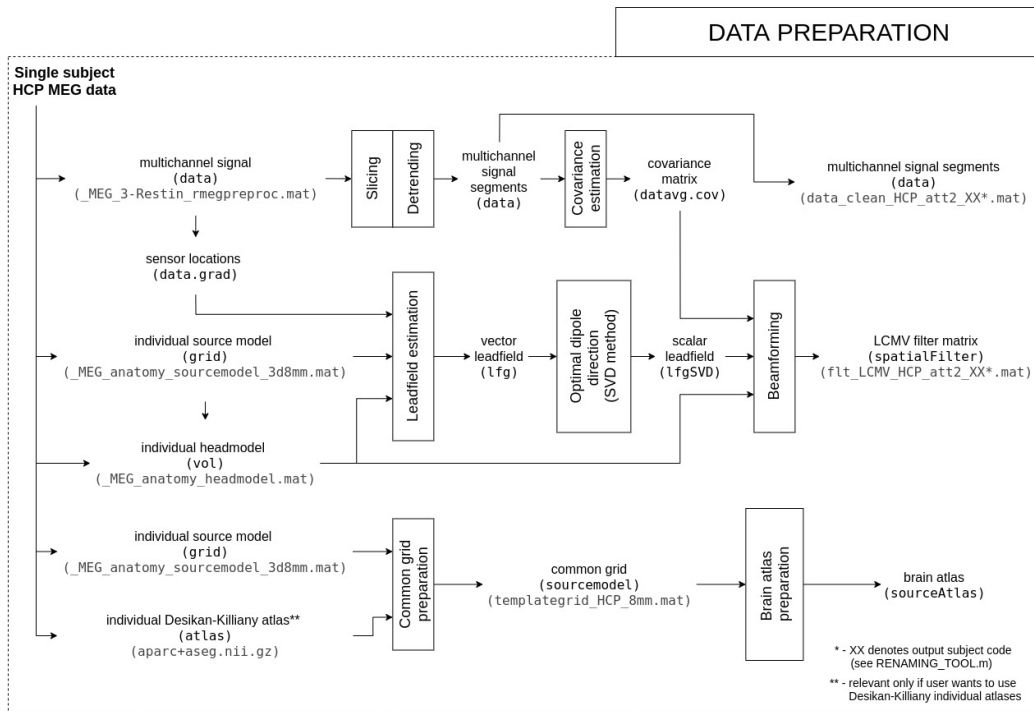 DATA PREPARATION
Single subject
HCP MEG data
multichannel signal
(data)
(_MEG_3-Restin_rmegpreproc.mat)
Slicing
Detrending
multichannel
signal
segments
(data)
Covariance
estimation
covariance
matrix
(datavg.cov)
multichannel signal segments
(data)
(data_clean_HCP_att2_XX*.mat)
sensor locations
(data.grad)
individual source model
(grid)
(_MEG_anatomy_sourcemodel_3d8mm.mat)
Leadfield estimation
vector
leadfield
(lfg)
Optimal dipole
direction
(SVD method)
scalar
leadfield
(lfgSVD)
Beamforming
LCMV filter matrix
(spatialFilter)
(flt_LCMV_HCP_att2_XX*.mat)
individual headmodel
(vol)
(_MEG_anatomy_headmodel.mat)
individual source model
(grid)
(_MEG_anatomy_sourcemodel_3d8mm.mat)
individual Desikan-Killiany atlas**
(atlas)
(aparc+aseg.nii.gz)
Common grid
preparation
common grid
(sourcemodel)
(templategrid_HCP_8mm.mat)
Brain atlas
preparation
brain atlas
(sourceAtlas)
* - XX denotes output subject code
(see RENAMING_TOOL.m)
** - relevant only if user wants to use
Desikan-Killiany individual atlases